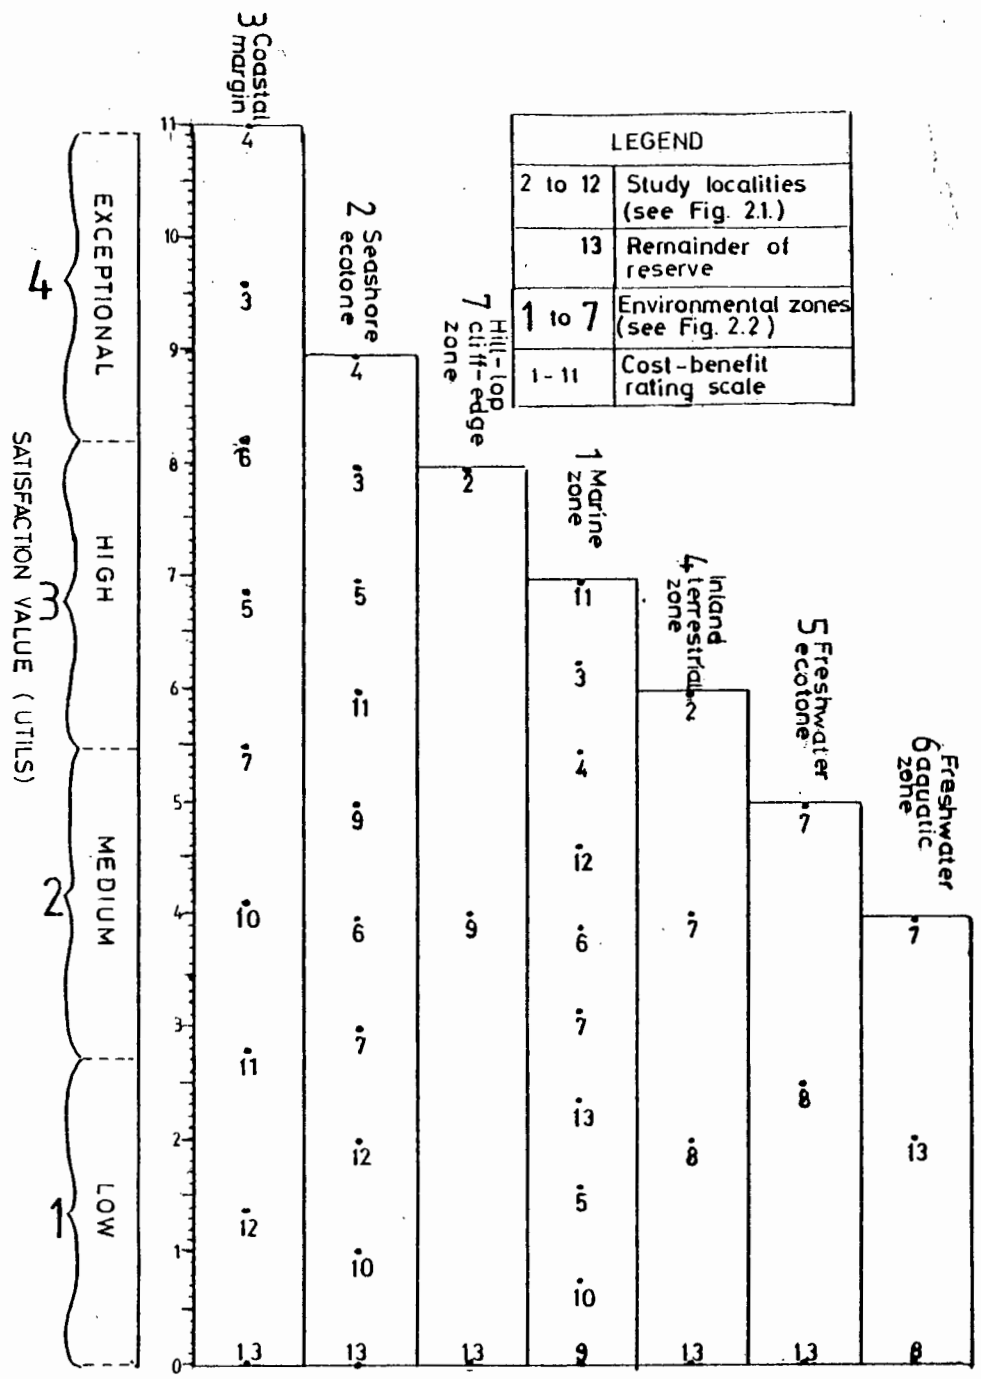 3 Coastal
margin
2 Seashore
ecotone
7 Hill-top
cliff-edge
zone
1 Marine
zone
4 Inland
terrestrial
zone
5 Freshwater
ecotone
6 Freshwater
aquatic
zone
LEGEND
2 to 12 Study localities
(see Fig. 2.1.)
13 Remainder of
reserve
1 to 7 Environmental zones
(see Fig. 2.2)
1-11 Cost-benefit
rating scale
SATISFACTION VALUE (UTILS)
4 EXCEPTIONAL
3 HIGH
2 MEDIUM
1 LOW
11
10
9
8
7
6
5
4
3
2
1
0
4
3
6
5
7
10
11
12
13
4
3
5
11
9
6
7
12
10
13
2
9
13
11
3
4
12
6
7
13
5
10
9
2
7
8
13
7
8
13
7
13
8